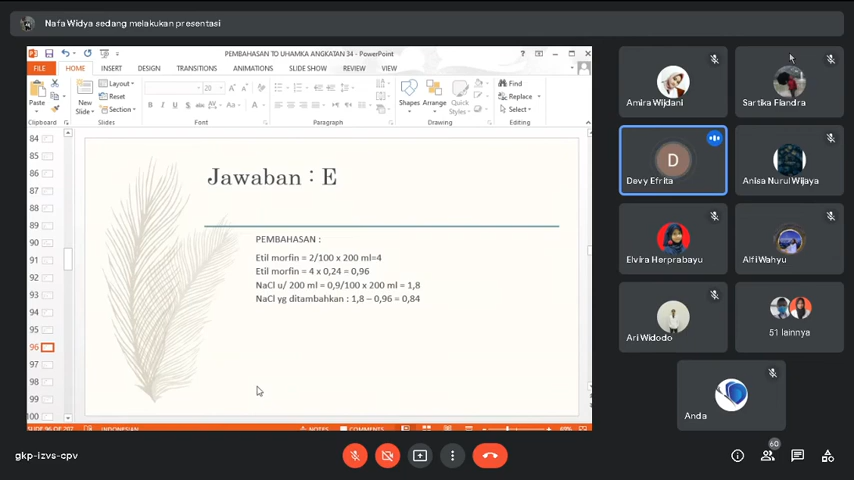 Nafa Widya sedang melakukan presentasi
PEMBAHASAN TO UHAMKA ANGKATAN 34 - PowerPoint
FILE HOME INSERT DESIGN TRANSITIONS ANIMATIONS SLIDE SHOW REVIEW VIEW
Paste
New
Slide
Layout
Reset
Section
Shapes Arrange Quick
Styles
Find
Replace
Select
Clipboard Slides Font Paragraph Drawing Editing
84
85
86
87
88
89
90
91
92
93
94
95
96
97
98
99
100
Jawaban : E
PEMBAHASAN :
Etil morfin = 2/100 x 200 ml=4
Etil morfin = 4 x 0,24 = 0,96
NaCl u/ 200 ml = 0,9/100 x 200 ml = 1,8
NaCl yg ditambahkan : 1,8 – 0,96 = 0,84
SLIDE 96 OF 207 INDONESIAN NOTES COMMENTS 69%
Amira Wijdani
Sartika Fiandra
D
Devy Efrita
Anisa Nurul Wijaya
Elvira Herprabayu
Alfi Wahyu
Ari Widodo
51 lainnya
Anda
gkp-izvs-cpv
60